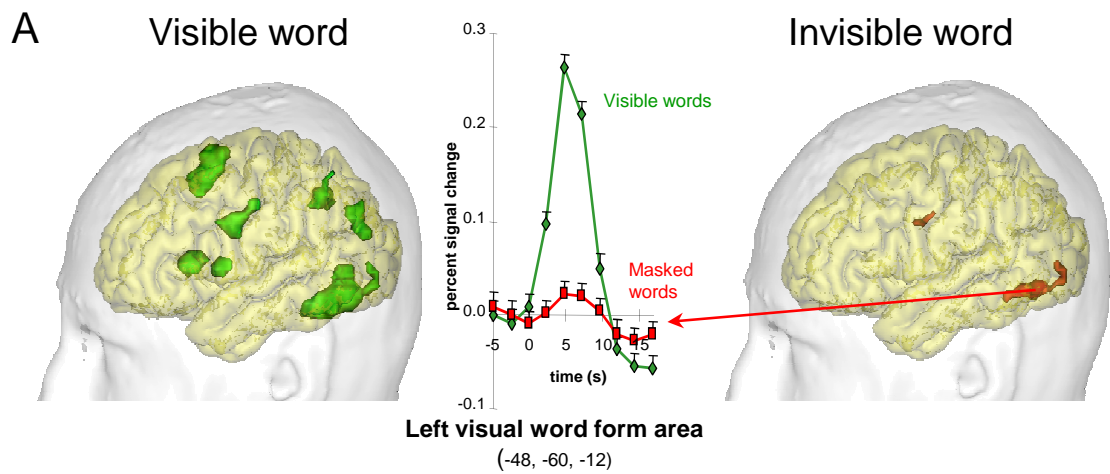 A
Visible word
Invisible word
0.3
0.2
0.1
0.0
-0.1
percent signal change
Visible words
Masked
words
-5 0 5 10 15
time (s)
Left visual word form area
(-48, -60, -12)